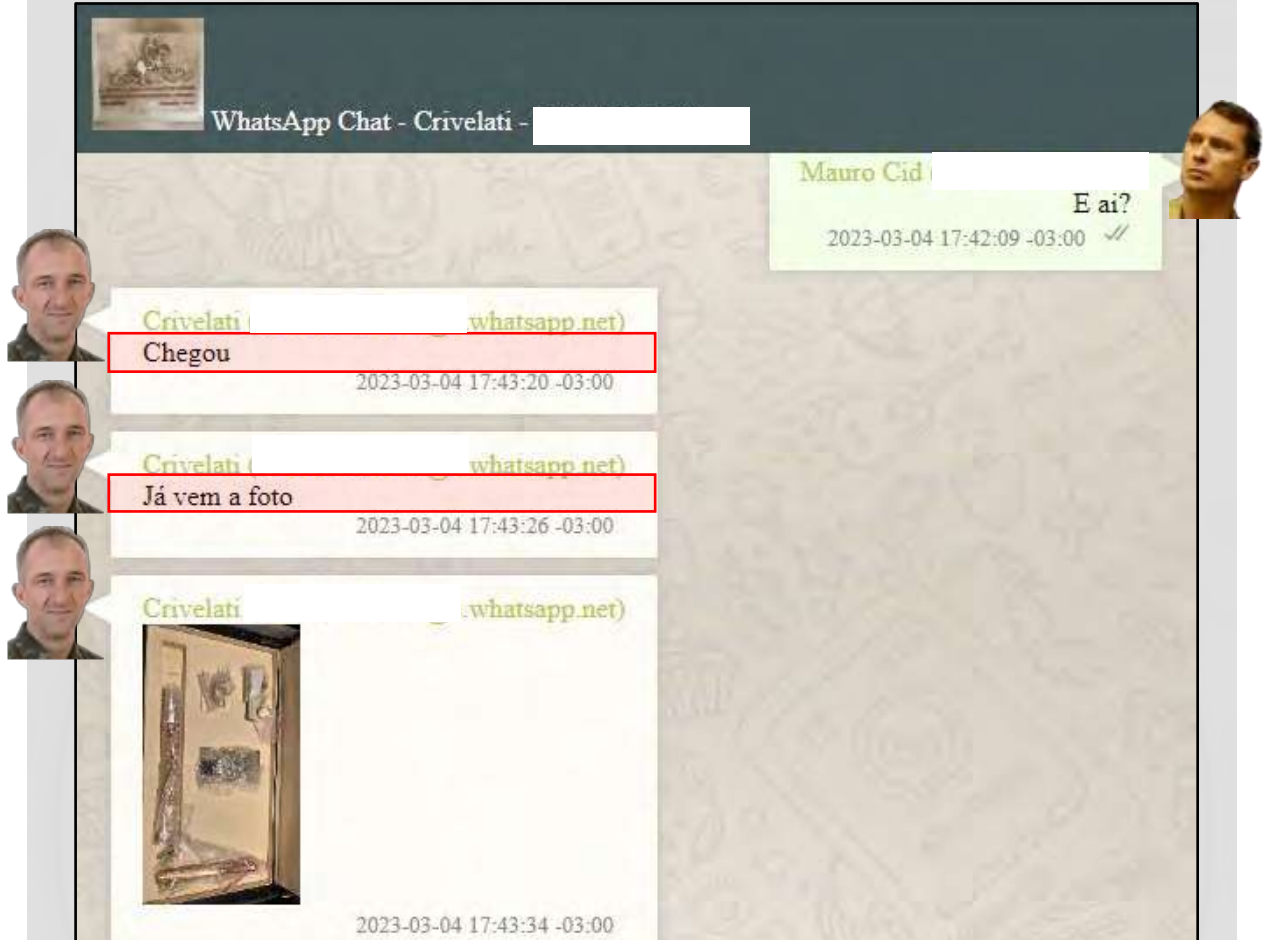 WhatsApp Chat - Crivelati -
Mauro Cid
E ai?
2023-03-04 17:42:09 -03:00
Crivelati ( whatsapp.net)
Chegou
2023-03-04 17:43:20 -03:00
Crivelati ( whatsapp.net)
Já vem a foto
2023-03-04 17:43:26 -03:00
Crivelati .whatsapp.net)
2023-03-04 17:43:34 -03:00